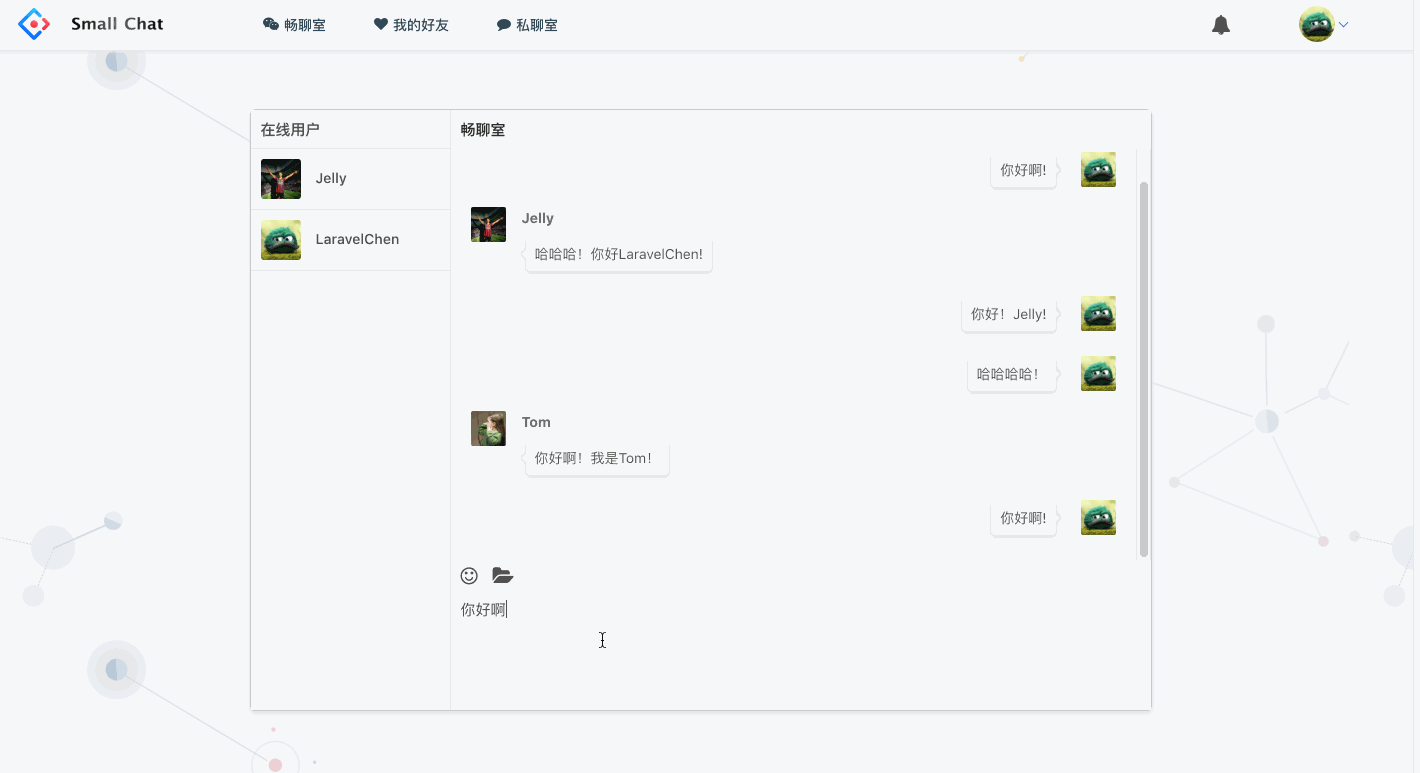 Small Chat
畅聊室
我的好友
私聊室
在线用户
Jelly
LaravelChen
畅聊室
你好啊!
Jelly
哈哈哈！你好LaravelChen!
你好！Jelly!
哈哈哈哈！
Tom
你好啊！我是Tom！
你好啊!
你好啊